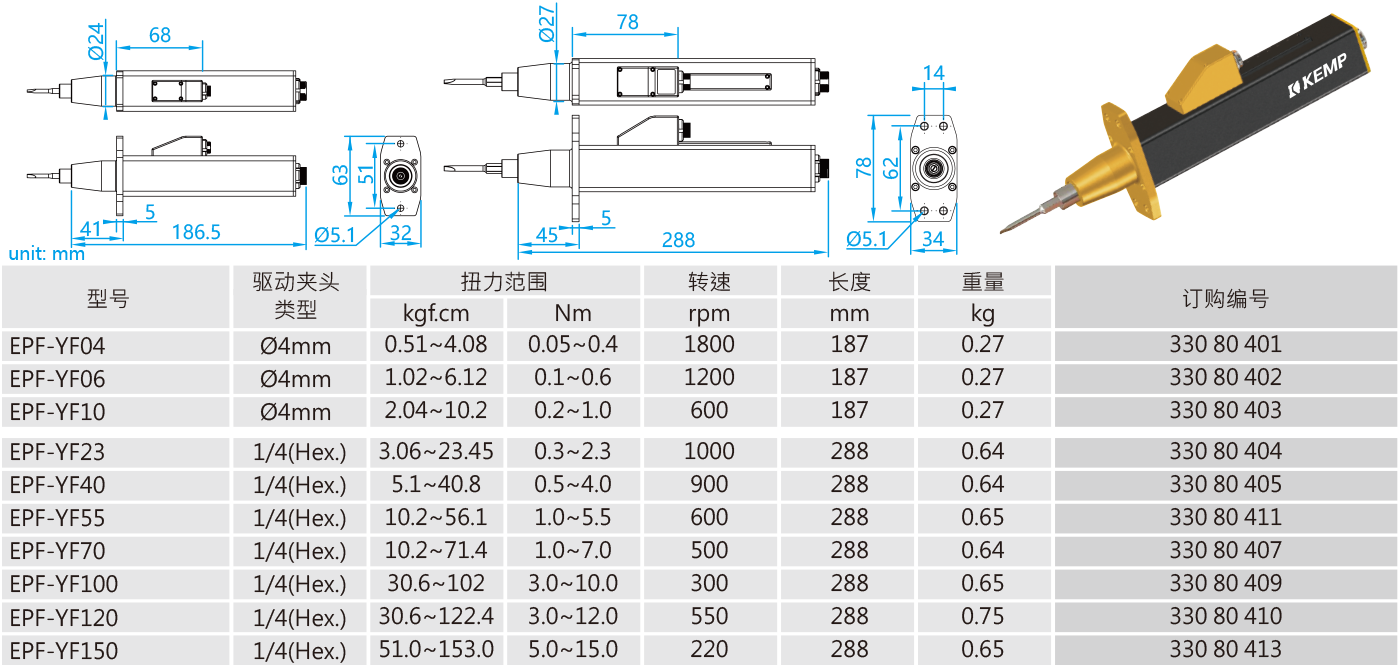 Ø24
68
Ø27
78
14
KEMP
63
51
78
62
5
41
186.5
Ø5.1
32
5
45
288
Ø5.1
34
unit: mm
型号 驱动夹头类型 扭力范围 转速 长度 重量 订购编号
kgf.cm Nm rpm mm kg
EPF-YF04 Ø4mm 0.51~4.08 0.05~0.4 1800 187 0.27 330 80 401
EPF-YF06 Ø4mm 1.02~6.12 0.1~0.6 1200 187 0.27 330 80 402
EPF-YF10 Ø4mm 2.04~10.2 0.2~1.0 600 187 0.27 330 80 403
EPF-YF23 1/4(Hex.) 3.06~23.45 0.3~2.3 1000 288 0.64 330 80 404
EPF-YF40 1/4(Hex.) 5.1~40.8 0.5~4.0 900 288 0.64 330 80 405
EPF-YF55 1/4(Hex.) 10.2~56.1 1.0~5.5 600 288 0.65 330 80 411
EPF-YF70 1/4(Hex.) 10.2~71.4 1.0~7.0 500 288 0.64 330 80 407
EPF-YF100 1/4(Hex.) 30.6~102 3.0~10.0 300 288 0.65 330 80 409
EPF-YF120 1/4(Hex.) 30.6~122.4 3.0~12.0 550 288 0.75 330 80 410
EPF-YF150 1/4(Hex.) 51.0~153.0 5.0~15.0 220 288 0.65 330 80 413